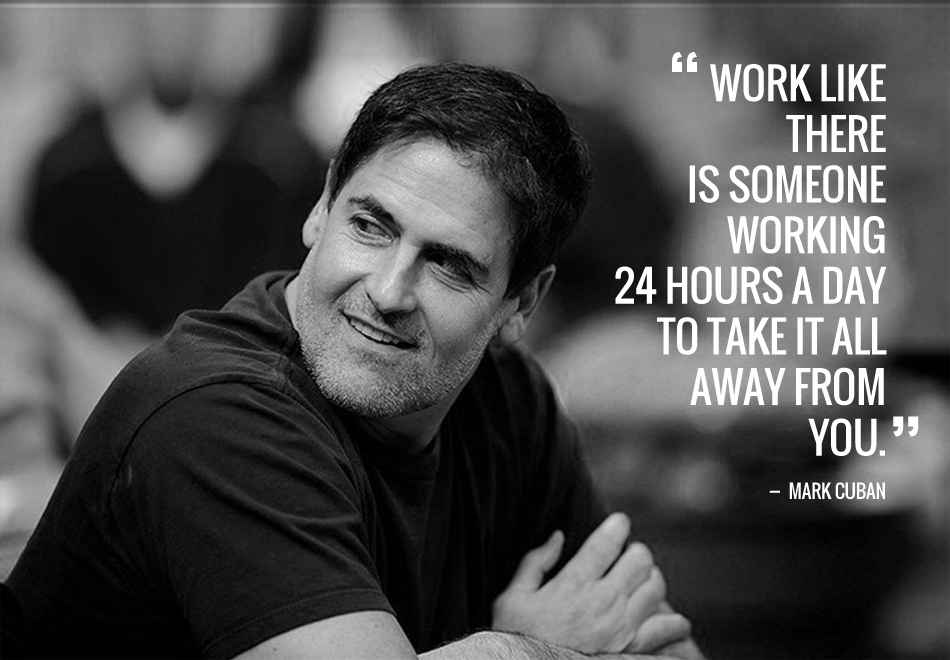 “ WORK LIKE
THERE
IS SOMEONE
WORKING
24 HOURS A DAY
TO TAKE IT ALL
AWAY FROM
YOU.”
– MARK CUBAN